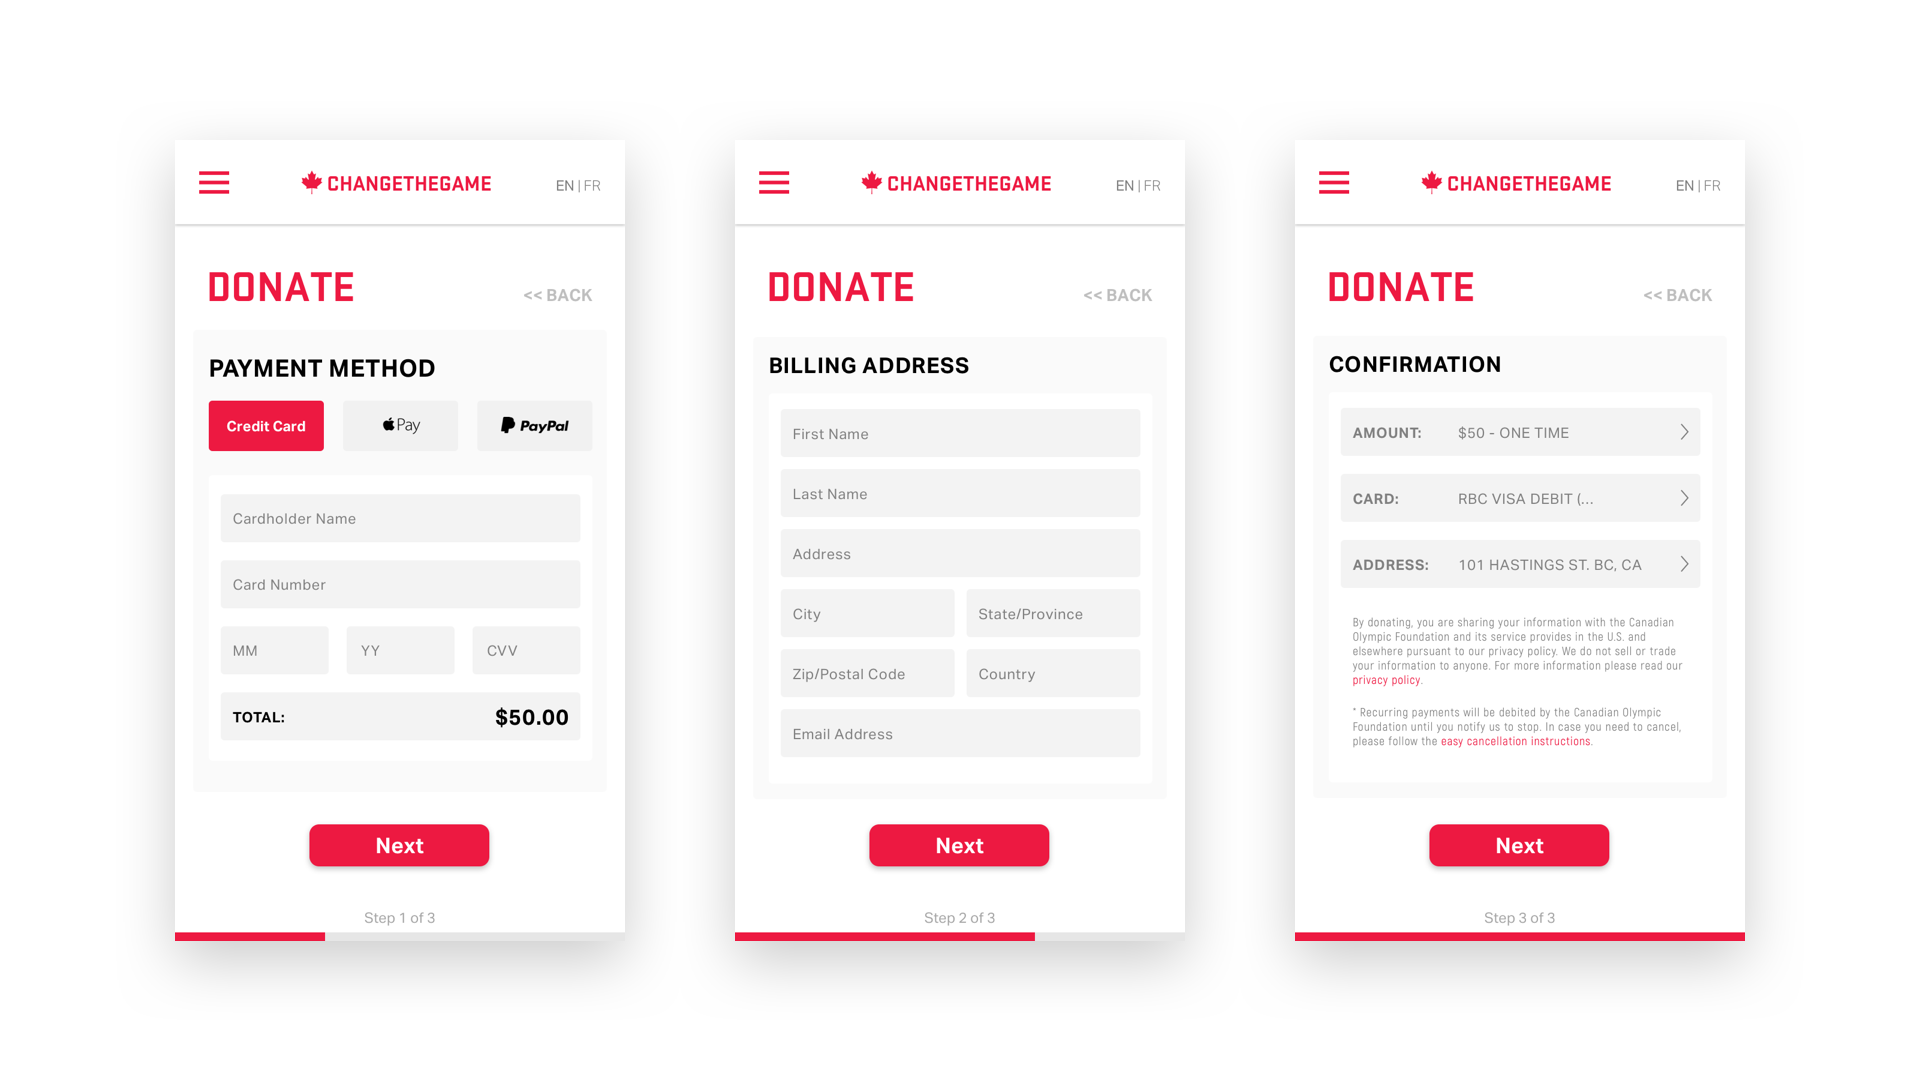 CHANGETHEGAME
EN | FR
DONATE
<< BACK
PAYMENT METHOD
Credit Card
Pay
PayPal
Cardholder Name
Card Number
MM
YY
CVV
TOTAL:
$50.00
Next
Step 1 of 3
CHANGETHEGAME
EN | FR
DONATE
<< BACK
BILLING ADDRESS
First Name
Last Name
Address
City
State/Province
Zip/Postal Code
Country
Email Address
Next
Step 2 of 3
CHANGETHEGAME
EN | FR
DONATE
<< BACK
CONFIRMATION
AMOUNT: $50 - ONE TIME
CARD: RBC VISA DEBIT (...
ADDRESS: 101 HASTINGS ST. BC, CA
By donating, you are sharing your information with the Canadian
Olympic Foundation and its service provides in the U.S. and
elsewhere pursuant to our privacy policy. We do not sell or trade
your information to anyone. For more information please read our
privacy policy.
* Recurring payments will be debited by the Canadian Olympic
Foundation until you notify us to stop. In case you need to cancel,
please follow the easy cancellation instructions.
Next
Step 3 of 3